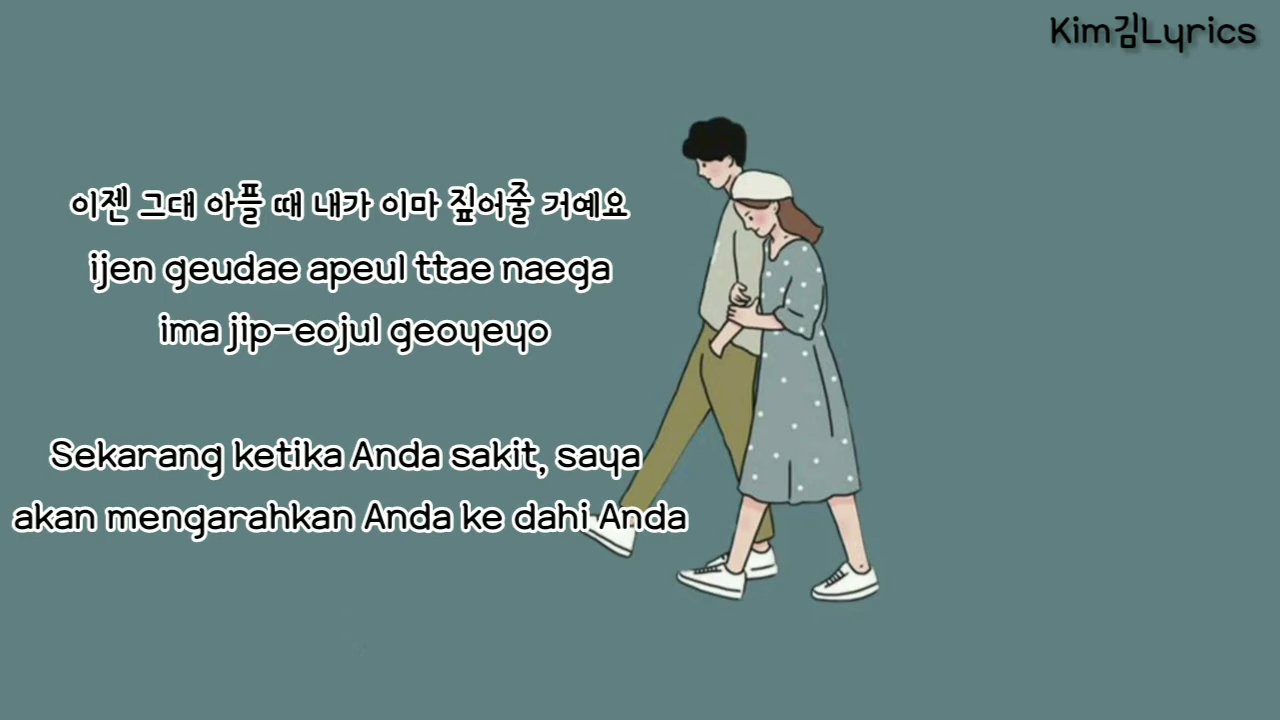 Kim김Lyrics
이젠 그대 아플 때 내가 이마 짚어줄 거예요
ijen geudae apeul ttae naega
ima jip-eojul geoyeyo
Sekarang ketika Anda sakit, saya
akan mengarahkan Anda ke dahi Anda